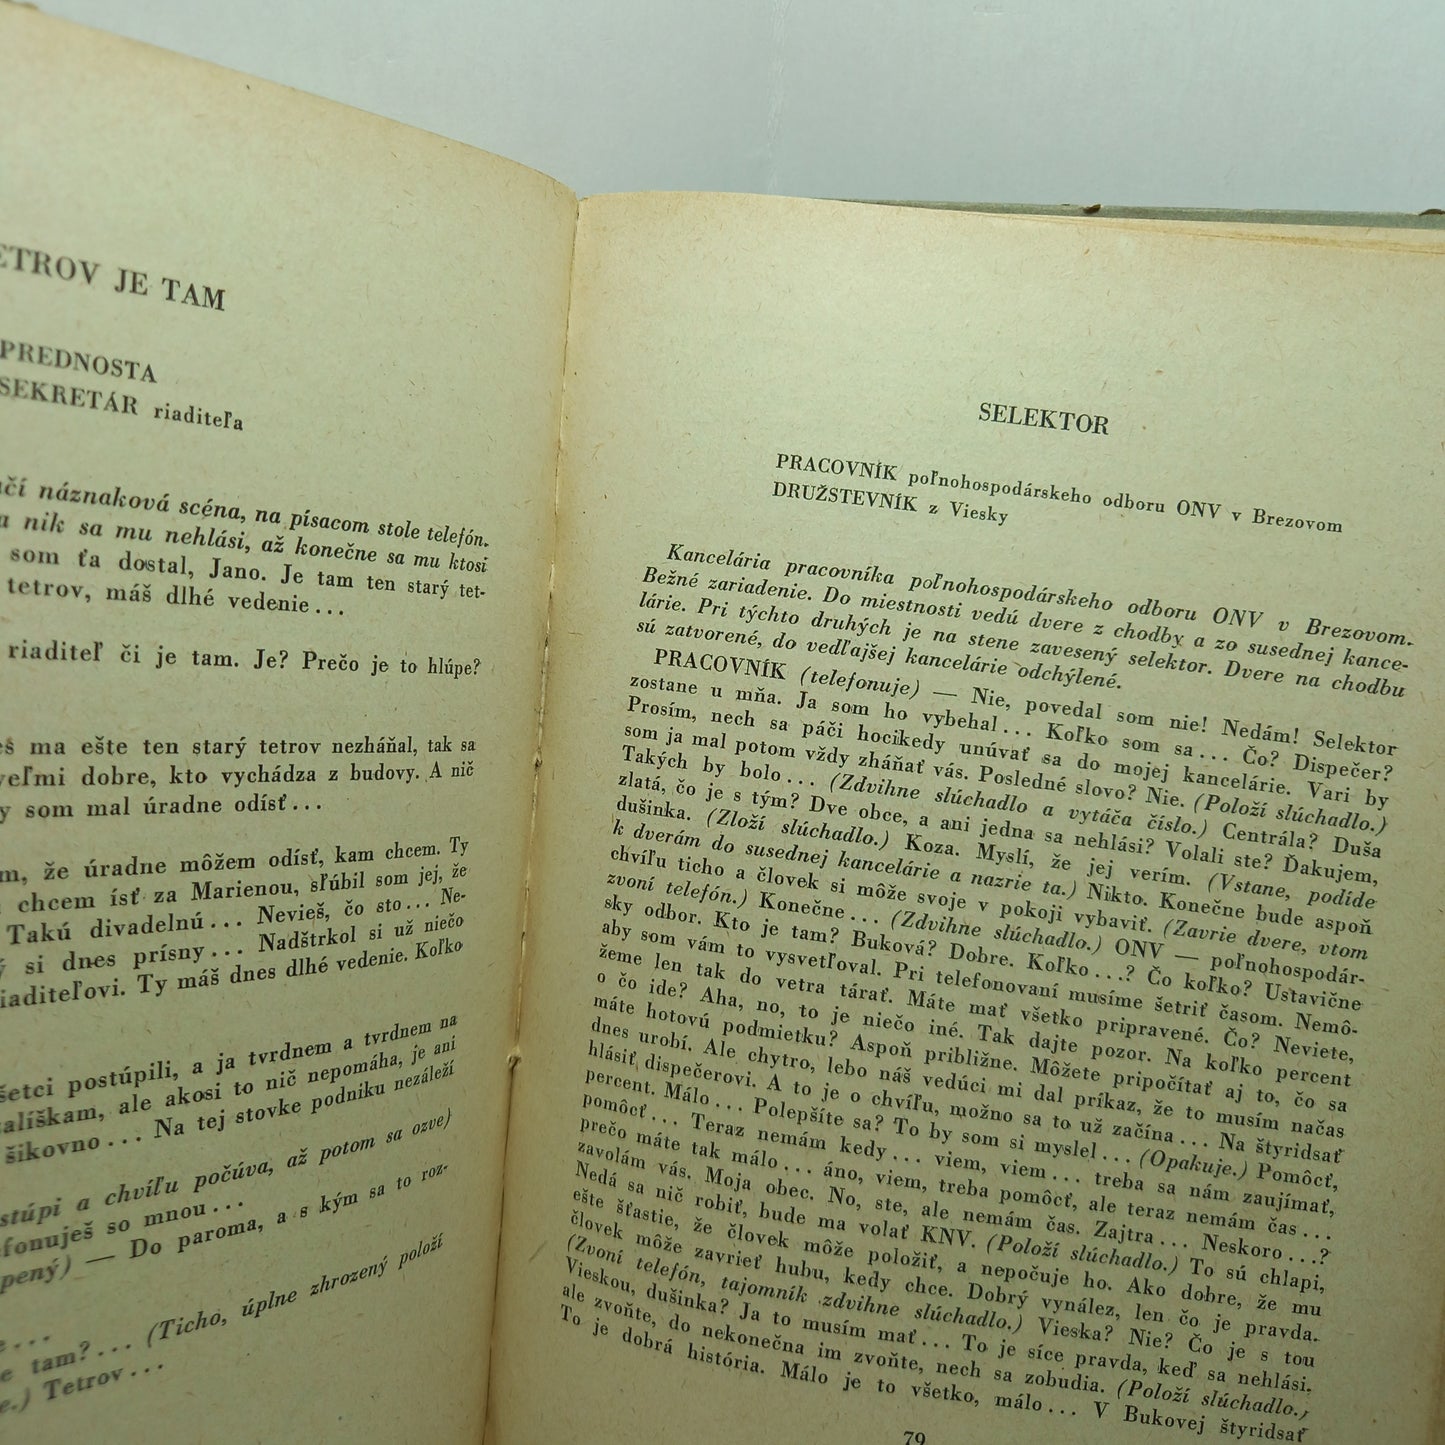 JE TAM
PREDNOSTA
SEKRETÁR riaditeľa
náznaková scéna, na písacom stole telefón.
nik sa mu nehlási, až konečne sa mu ktosi
som ťa dostal, Jano. Je tam ten starý tet-
tetrov, máš dlhé vedenie...
riaditeľ či je tam. Je? Prečo je to hlúpe?
ma ešte ten starý tetrov nezháňal, tak sa
veľmi dobre, kto vychádza z budovy. A nič
som mal úradne odísť...
že úradne môžem odísť, kam chcem. Ty
chcem ísť za Marienou, sľúbil som jej, že
Takú divadelnú... Nevieš, čo sto... Ne-
si dnes prísny... Nadštrkol si už niečo
Ty máš dnes dlhé vedenie. Koľko
postúpili, a ja tvrdnem a tvrdnem na
ale akosi to nič nepomáha, je ani
šikovno... Na tej stovke podniku nezáleží
a chvíľu počúva, až potom sa ozve)
so mnou...
— Do paroma, a s kým sa to roz-
tam?... (Ticho, úplne zhrozený položí
Tetrov...
SELEKTOR
PRACOVNÍK poľnohospodárskeho odboru ONV v Brezovom
DRUŽSTEVNÍK z Viesky
Kancelária pracovníka poľnohospodárskeho odboru ONV v Brezovom.
Bežné zariadenie. Do miestnosti vedú dvere z chodby a zo susednej kance-
lárie. Pri týchto druhých je na stene zavesený selektor. Dvere na chodbu
sú zatvorené, do vedľajšej kancelárie odchýlené.
PRACOVNÍK (telefonuje) — Nie, povedal som nie! Nedám! Selektor
zostane u mňa. Ja som ho vybehal... Koľko som sa... Čo? Dispečer?
Prosím, nech sa páči hocikedy unúvať sa do mojej kancelárie. Vari by
som ja mal potom vždy zháňať vás. Posledné slovo? Nie. (Položí slúchadlo.)
Takých by bolo... (Zdvihne slúchadlo a vytáča číslo.) Centrála? Duša
zlatá, čo je s tým? Dve obce, a ani jedna sa nehlási? Volali ste? Ďakujem,
dušinka. (Zloží slúchadlo.) Koza. Myslí, že jej verím. (Vstane, podíde
k dverám do susednej kancelárie a nazrie ta.) Nikto. Konečne bude aspoň
chvíľu ticho a človek si môže svoje v pokoji vybaviť. (Zavrie dvere, vtom
zvoní telefón.) Konečne... (Zdvihne slúchadlo.) ONV — poľnohospodár-
sky odbor. Kto je tam? Buková? Dobre. Koľko...? Čo koľko? Ustavične
aby som vám to vysvetľoval. Pri telefonovaní musíme šetriť časom. Nemô-
žeme len tak do vetra tárať. Máte mať všetko pripravené. Čo? Neviete,
o čo ide? Aha, no, to je niečo iné. Tak dajte pozor. Na koľko percent
máte hotovú podmietku? Aspoň približne. Môžete pripočítať aj to, čo sa
dnes urobí. Ale chytro, lebo náš vedúci mi dal príkaz, že to musím načas
hlásiť dispečerovi. A to je o chvíľu, možno sa to už začína... Na štyridsať
percent. Málo... Polepšíte sa? To by som si myslel... (Opakuje.) Pomôcť,
pomôcť... Teraz nemám kedy... viem, viem... treba sa nám zaujímať,
prečo máte tak málo... áno, viem, treba pomôcť, ale teraz nemám čas...
zavolám vás. Moja obec. No, ste, ale nemám čas. Zajtra... Neskoro...?
Nedá sa nič robiť, bude ma volať KNV. (Položí slúchadlo.) To sú chlapi,
ešte šťastie, že človek môže položiť, a nepočuje ho. Ako dobre, že mu
človek môže zavrieť hubu, kedy chce. Dobrý vynález, len čo je pravda.
(Zvoní telefón, tajomník zdvihne slúchadlo.) Vieska? Nie? Čo je s tou
Vieskou, dušinka? Ja to musím mať... To je síce pravda, keď sa nehlási,
ale zvoňte, do nekonečna im zvoňte, nech sa zobudia. (Položí slúchadlo.)
To je dobrá história. Málo je to všetko, málo... V Bukovej štyridsať
79